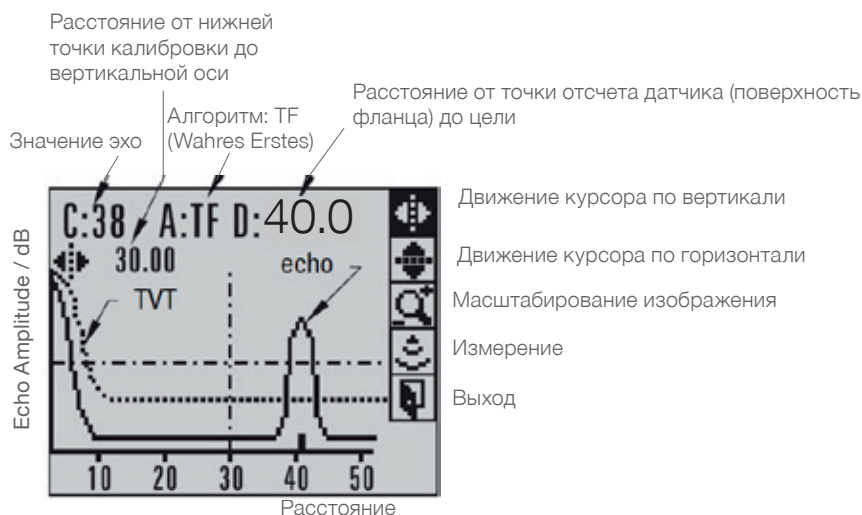 Расстояние от нижней
точки калибровки до
вертикальной оси
Расстояние от точки отсчета датчика (поверхность
фланца) до цели
Алгоритм: TF
(Wahres Erstes)
Значение эхо
C:38 A:TF D:40.0
30.00
echo
TVT
Echo Amplitude / dB
10 20 30 40 50
Расстояние
Движение курсора по вертикали
Движение курсора по горизонтали
Масштабирование изображения
Измерение
Выход